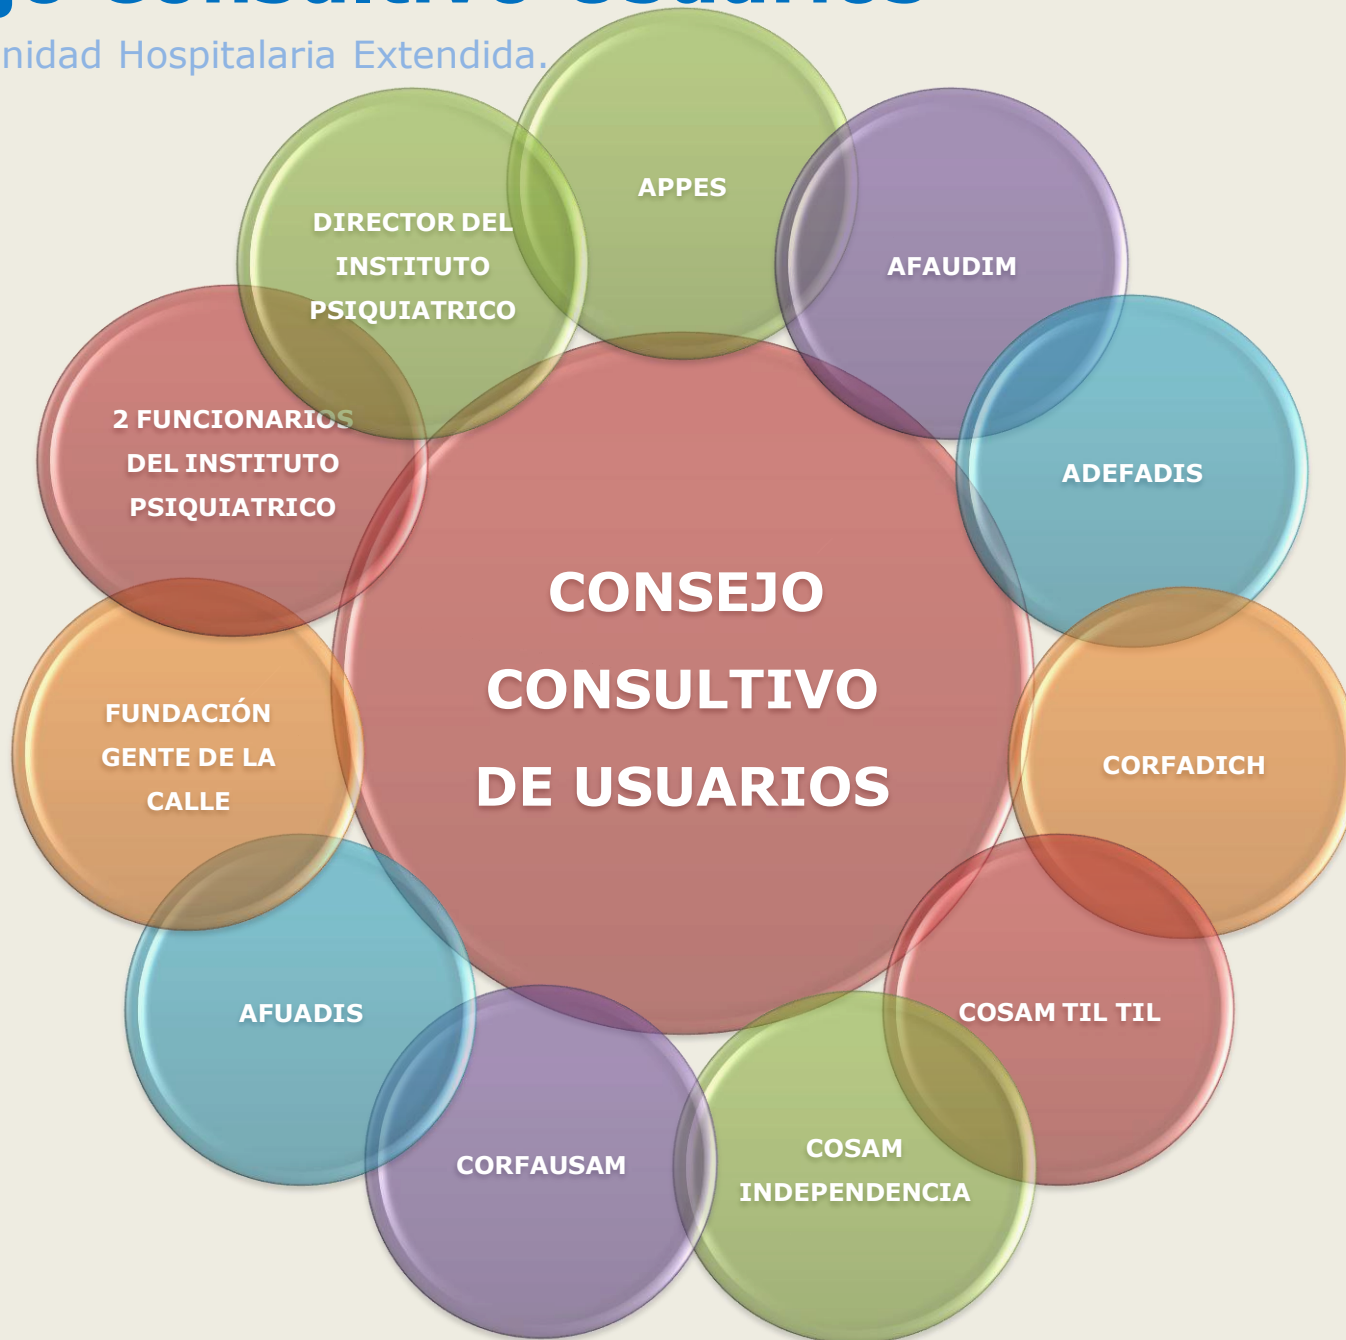 nidad Hospitalaria Extendida.
APPES
AFAUDIM
ADEFADIS
CORFADICH
COSAM TIL TIL
COSAM
INDEPENDENCIA
CORFAUSAM
AFUADIS
FUNDACIÓN
GENTE DE LA
CALLE
2 FUNCIONARIOS
DEL INSTITUTO
PSIQUIATRICO
DIRECTOR DEL
INSTITUTO
PSIQUIATRICO
CONSEJO
CONSULTIVO
DE USUARIOS